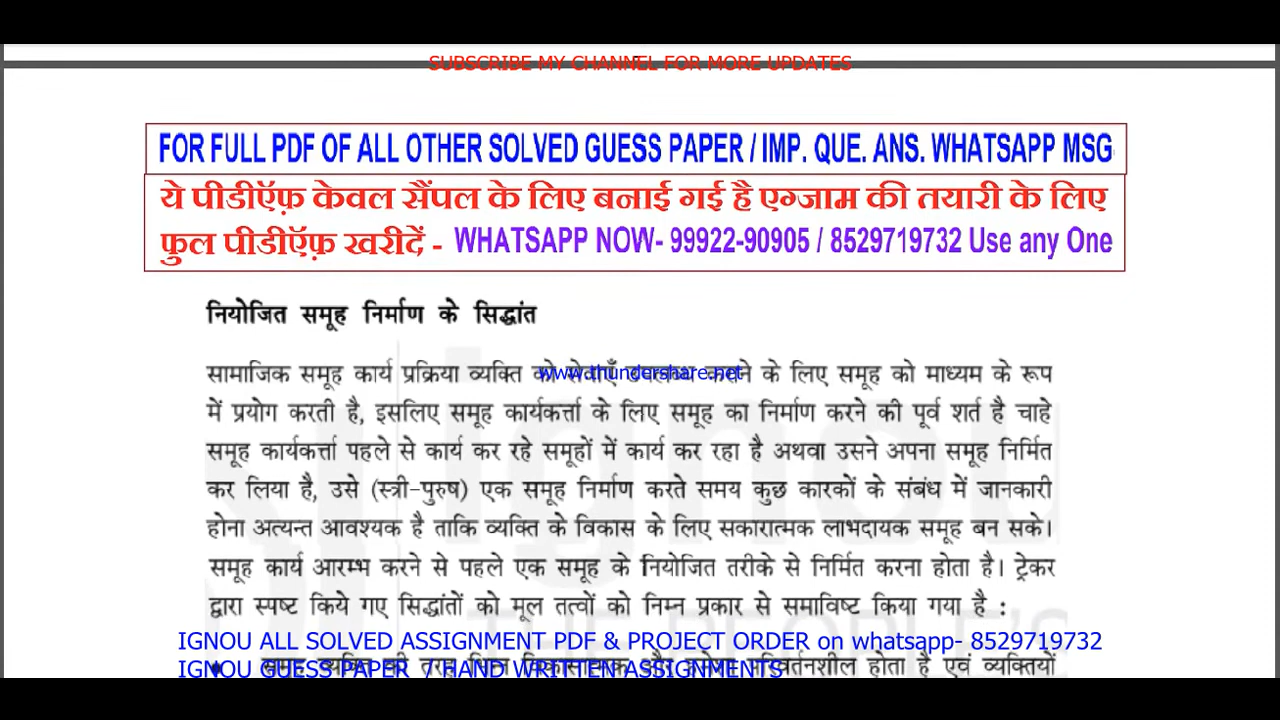 SUBSCRIBE MY CHANNEL FOR MORE UPDATES
FOR FULL PDF OF ALL OTHER SOLVED GUESS PAPER / IMP. QUE. ANS. WHATSAPP MSG
ये पीडीऍफ़ केवल सैंपल के लिए बनाई गई है एग्जाम की तयारी के लिए
फुल पीडीऍफ़ खरीदें - WHATSAPP NOW- 99922-90905 / 8529719732 Use any One
नियोजित समूह निर्माण के सिद्धांत
सामाजिक समूह कार्य प्रक्रिया व्यक्ति को के लिए समूह को माध्यम के रूप
www.thundershare.net
में प्रयोग करती है, इसलिए समूह कार्यकर्त्ता के लिए समूह का निर्माण करने की पूर्व शर्त है चाहे
समूह कार्यकर्त्ता पहले से कार्य कर रहे समूहों में कार्य कर रहा है अथवा उसने अपना समूह निर्मित
कर लिया है, उसे (स्त्री-पुरुष) एक समूह निर्माण करते समय कुछ कारकों के संबंध में जानकारी
होना अत्यन्त आवश्यक है ताकि व्यक्ति के विकास के लिए सकारात्मक लाभदायक समूह बन सके।
समूह कार्य आरम्भ करने से पहले एक समूह के नियोजित तरीके से निर्मित करना होता है। ट्रेकर
द्वारा स्पष्ट किये गए सिद्धांतों को मूल तत्वों को निम्न प्रकार से समाविष्ट किया गया है :
IGNOU ALL SOLVED ASSIGNMENT PDF & PROJECT ORDER on whatsapp- 8529719732
IGNOU GUESS PAPER / HAND WRITTEN ASSIGNMENTS
होता है एवं व्यक्तियों